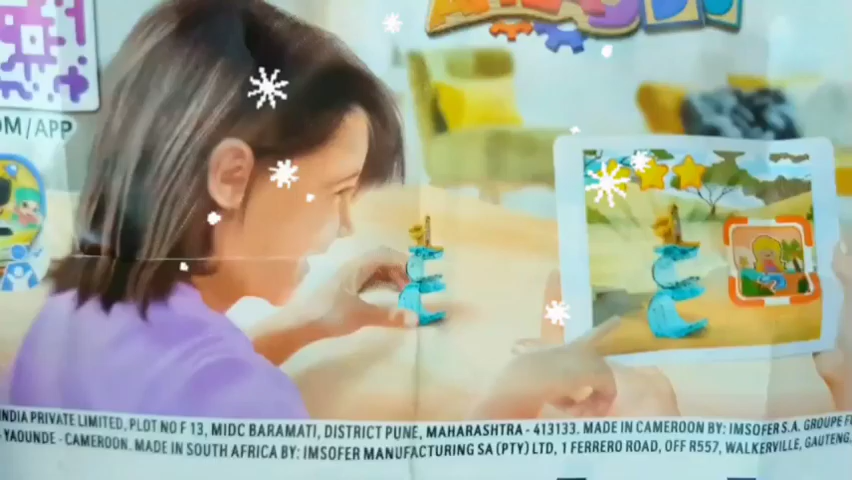 OM/APP
INDIA PRIVATE LIMITED, PLOT NO F 13, MIDC BARAMATI, DISTRICT PUNE, MAHARASHTRA - 413133. MADE IN CAMEROON BY: IMSOFER S.A. GROUPE F
- YAOUNDE - CAMEROON. MADE IN SOUTH AFRICA BY: IMSOFER MANUFACTURING SA (PTY) LTD, 1 FERRERO ROAD, OFF R557, WALKERVILLE, GAUTENG,